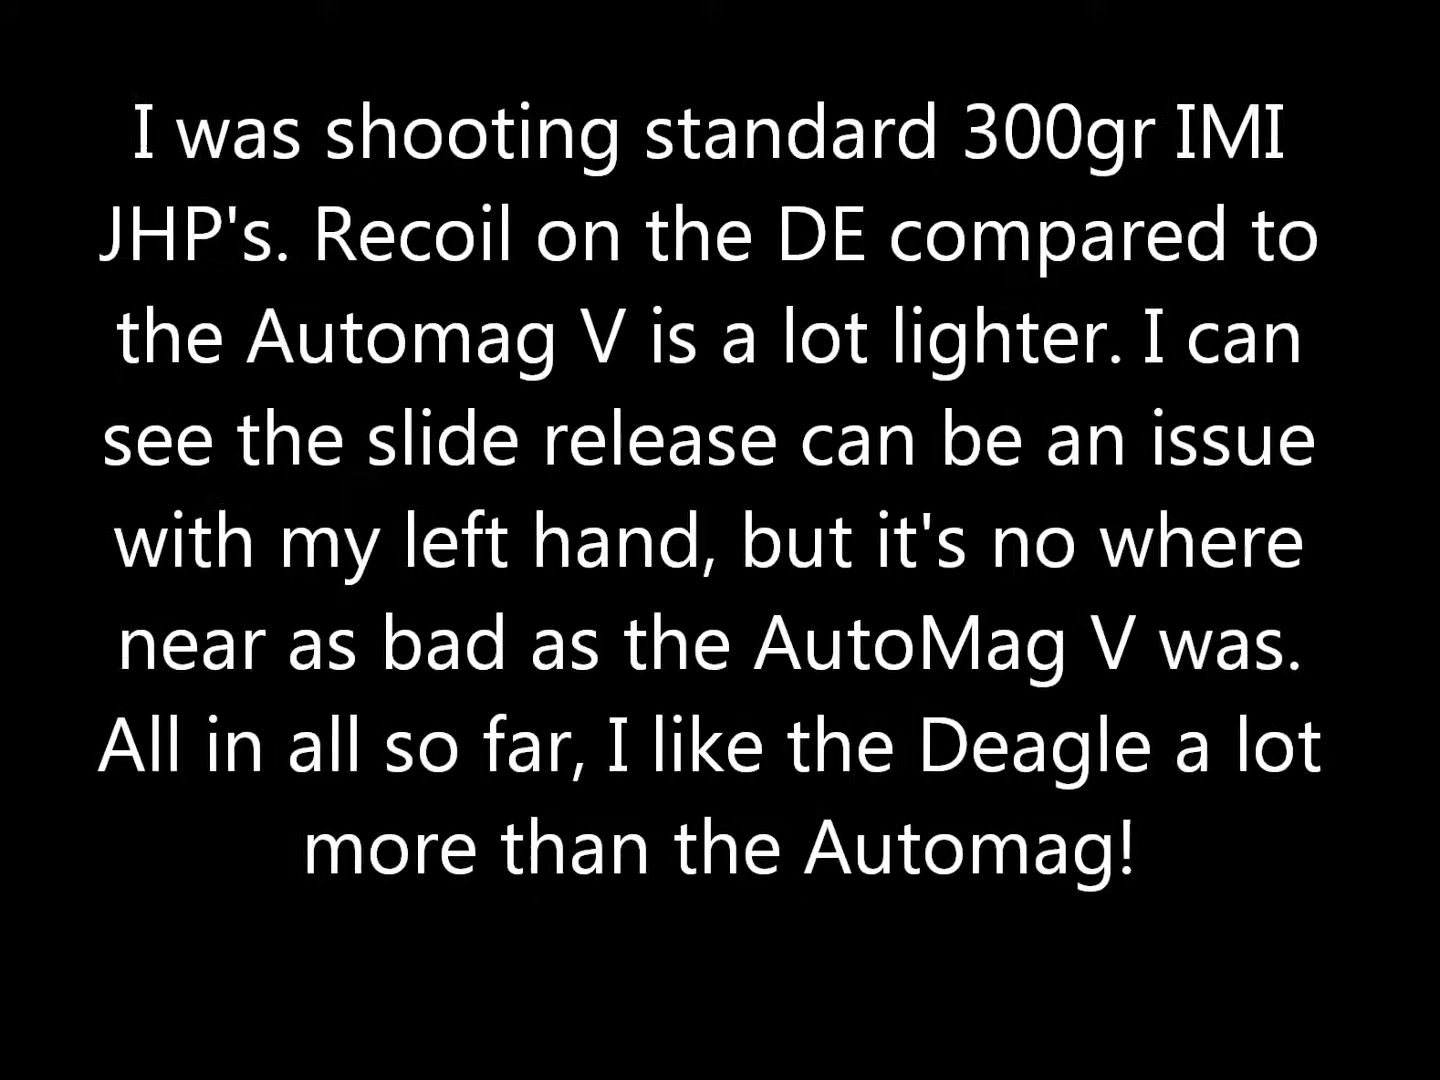 I was shooting standard 300gr IMI
JHP's. Recoil on the DE compared to
the Automag V is a lot lighter. I can
see the slide release can be an issue
with my left hand, but it's no where
near as bad as the AutoMag V was.
All in all so far, I like the Deagle a lot
more than the Automag!